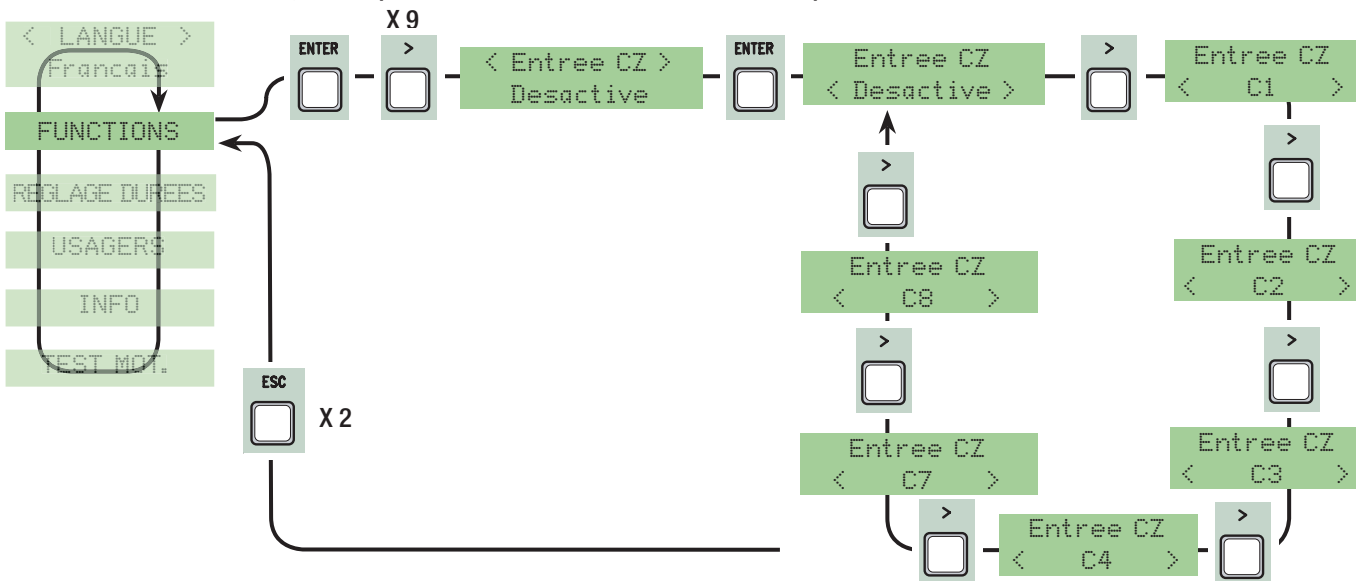 X 9
< LANGUE >
Francais
FUNCTIONS
REGLAGE DUREES
USAGERS
INFO
TEST MOT.
ENTER
>
< Entree CZ >
Desactive
ENTER
Entree CZ
< Desactive >
>
Entree CZ
< C1 >
>
Entree CZ
< C2 >
>
Entree CZ
< C3 >
>
Entree CZ
< C4 >
>
Entree CZ
< C7 >
>
Entree CZ
< C8 >
>
ESC
X 2